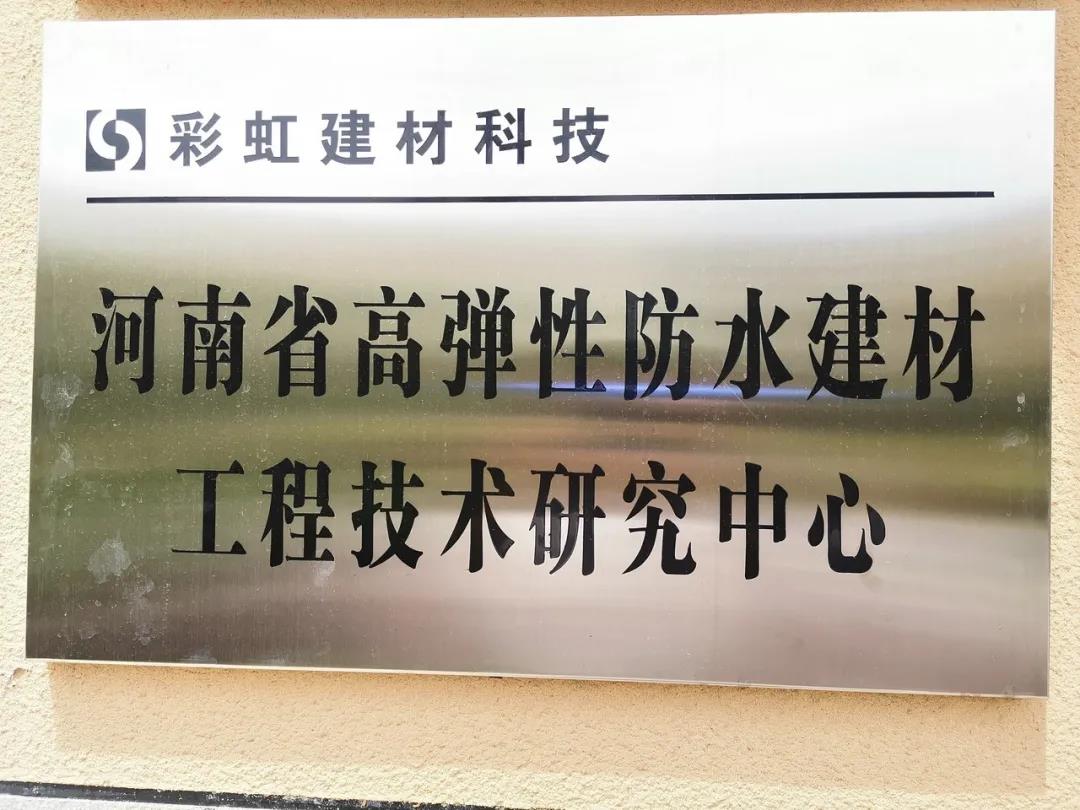 彩虹建材科技
河南省高弹性防水建材
工程技术研究中心